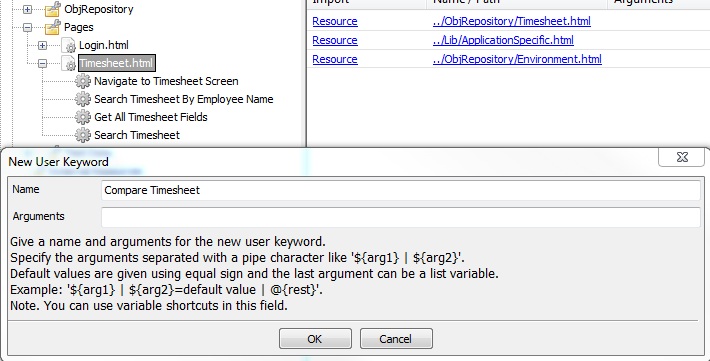 ObjRepository
Pages
Login.html
Timesheet.html
Navigate to Timesheet Screen
Search Timesheet By Employee Name
Get All Timesheet Fields
Search Timesheet
Import Name / Path Arguments
Resource ../ObjRepository/Timesheet.html
Resource ../Lib/ApplicationSpecific.html
Resource ../ObjRepository/Environment.html
New User Keyword
Name Compare Timesheet
Arguments
Give a name and arguments for the new user keyword.
Specify the arguments separated with a pipe character like '${arg1} | ${arg2}'.
Default values are given using equal sign and the last argument can be a list variable.
Example: '${arg1} | ${arg2}=default value | @{rest}'.
Note. You can use variable shortcuts in this field.
OK Cancel